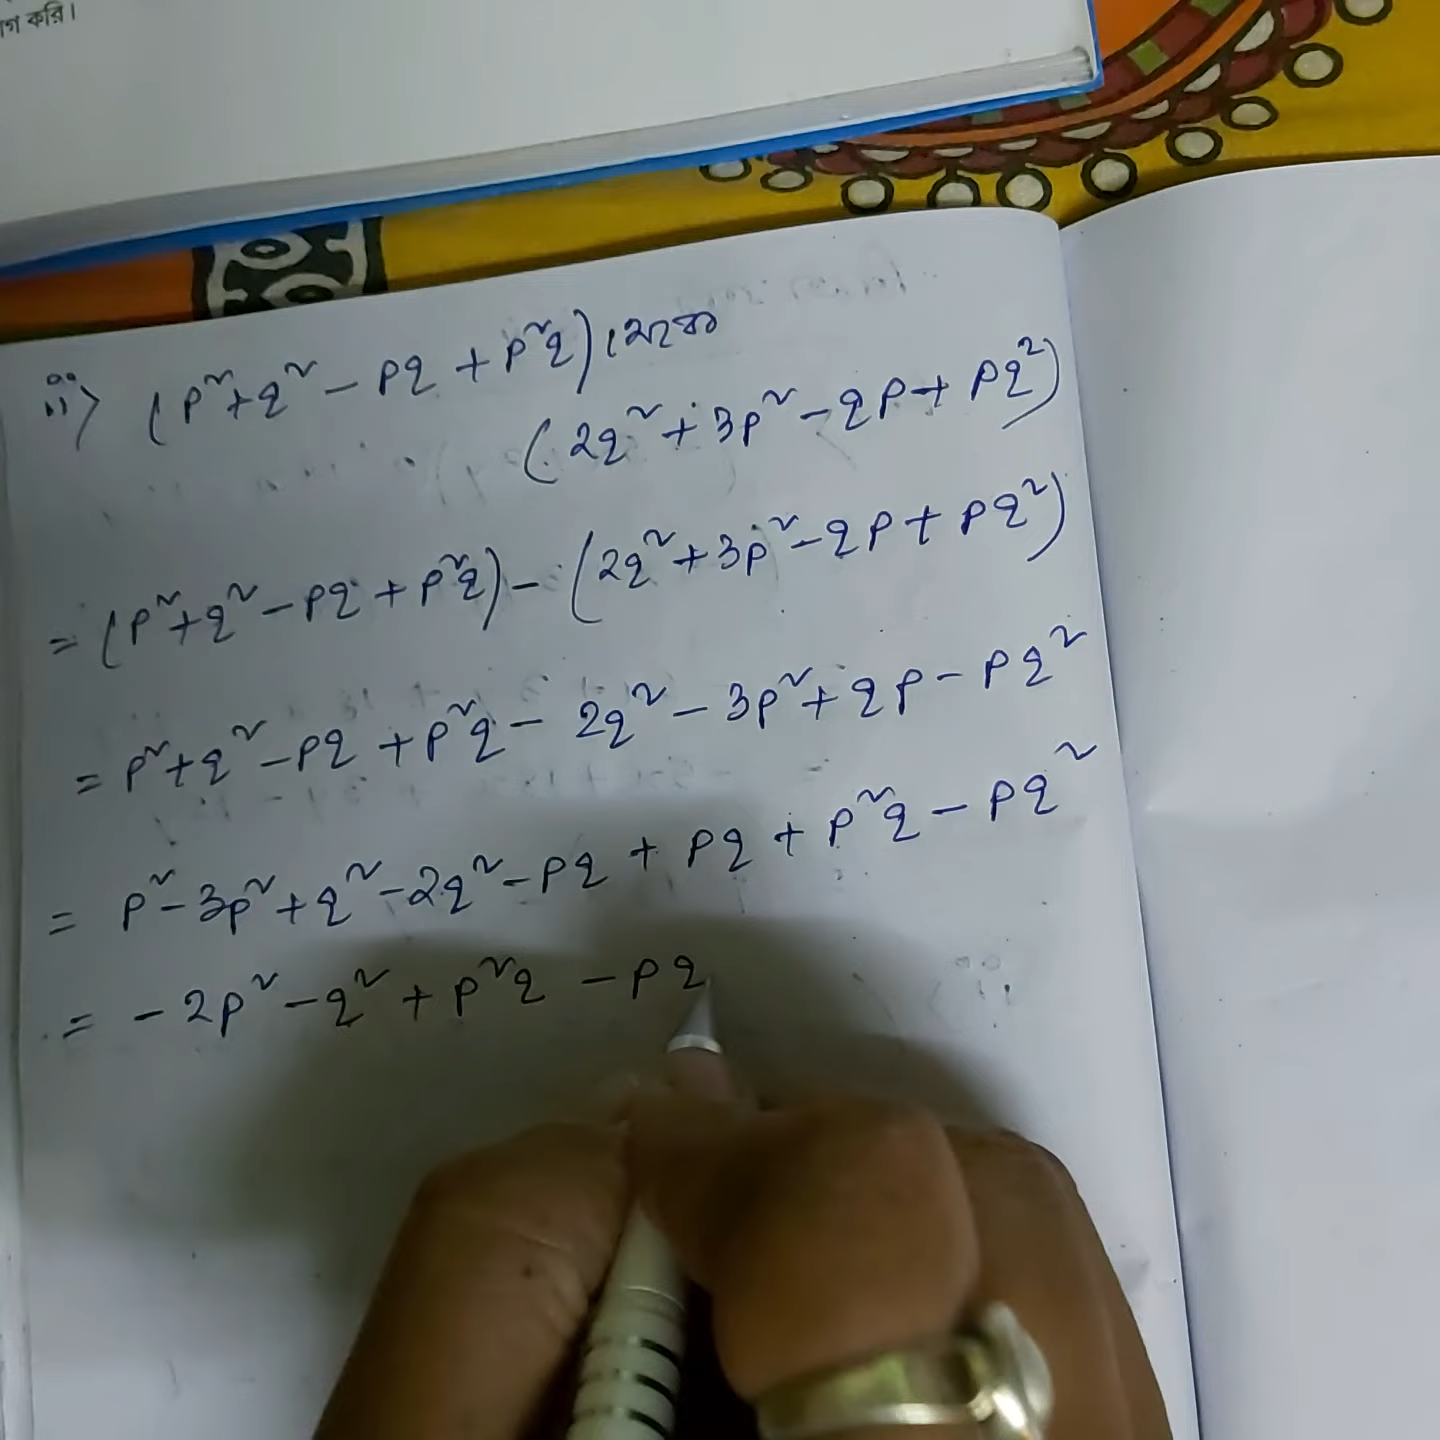 গ করি।
ii) (p²+q²-pq+p²q) থেকে
(2q²+3p²-qp+pq²)
= (p²+q²-pq+p²q)-(2q²+3p²-qp+pq²)
= p²+q²-pq+p²q-2q²-3p²+qp-pq²
= p²-3p²+q²-2q²-pq+pq+p²q-pq²
= -2p²-q²+p²q-pq